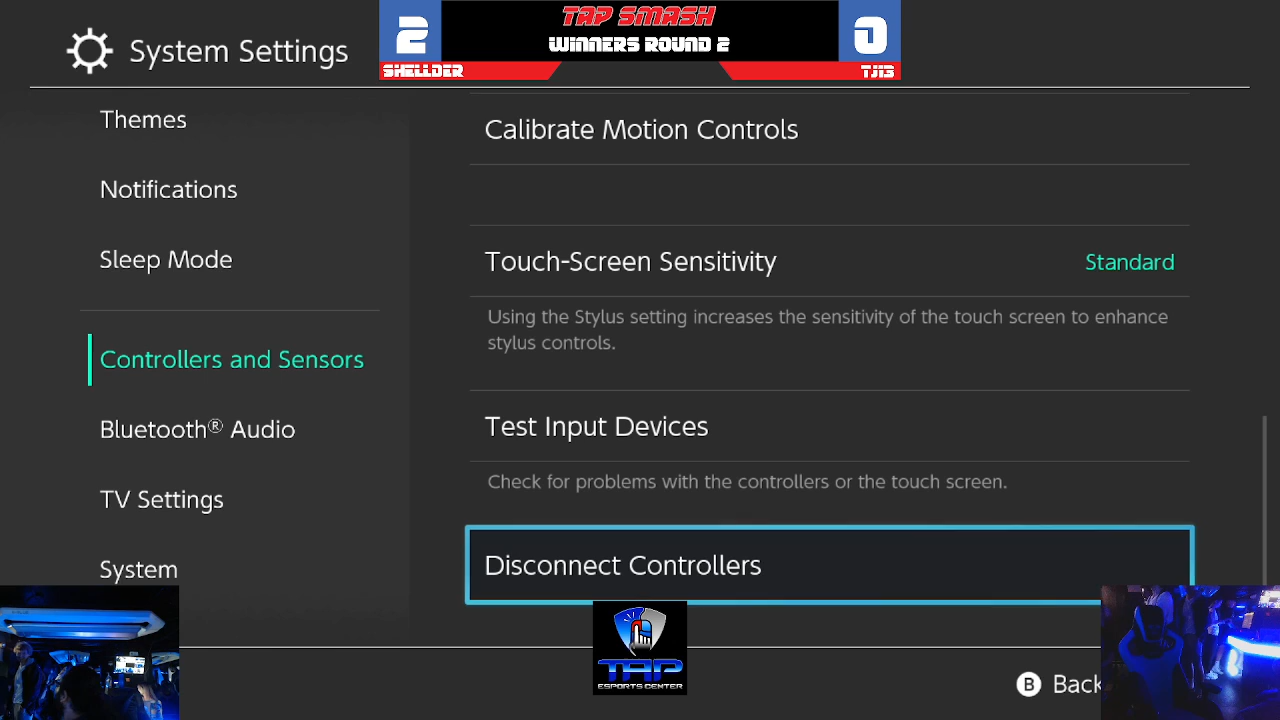 System Settings
TAP SMASH
WINNERS ROUND 2
2
0
SHELLDER
TJ13
Themes
Notifications
Sleep Mode
Controllers and Sensors
Bluetooth® Audio
TV Settings
System
Calibrate Motion Controls
Touch-Screen Sensitivity
Standard
Using the Stylus setting increases the sensitivity of the touch screen to enhance
stylus controls.
Test Input Devices
Check for problems with the controllers or the touch screen.
Disconnect Controllers
TAP
ESPORTS CENTER
B Back